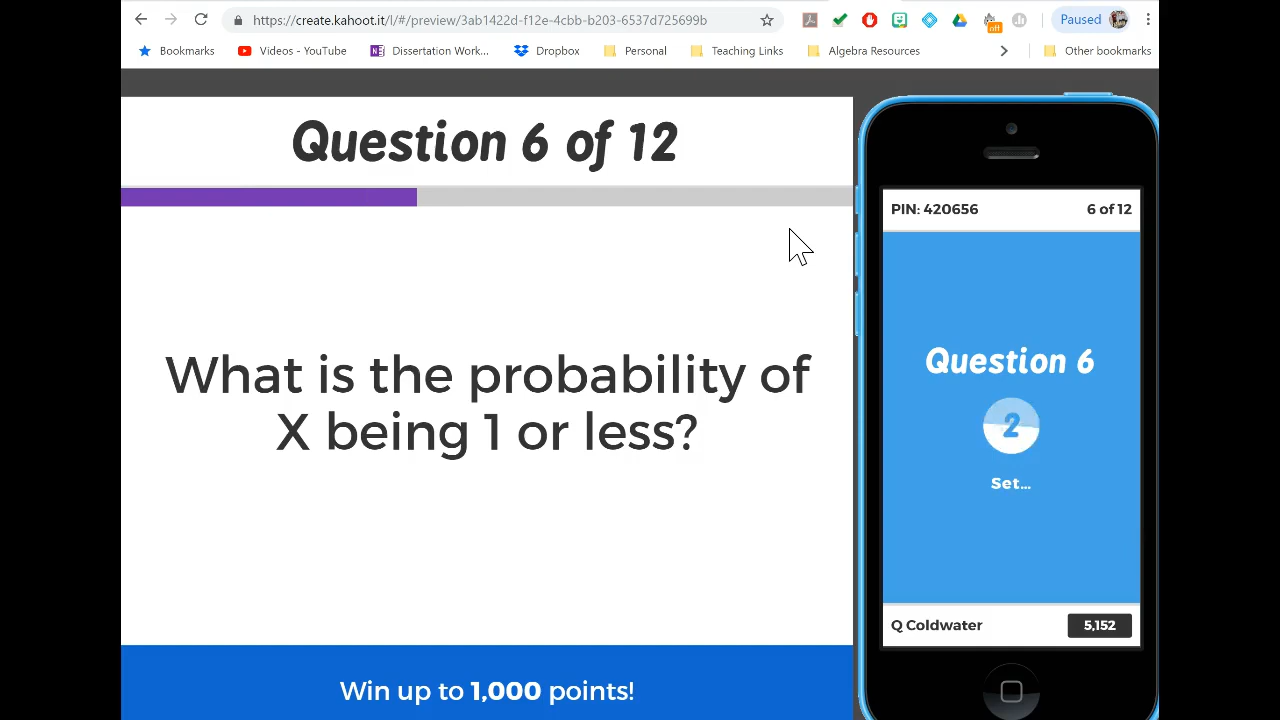 https://create.kahoot.it/l/#/preview/3ab1422d-f12e-4cbb-b203-6537d725699b
Paused
Bookmarks
Videos - YouTube
Dissertation Work...
Dropbox
Personal
Teaching Links
Algebra Resources
Other bookmarks
Question 6 of 12
What is the probability of
X being 1 or less?
Win up to 1,000 points!
PIN: 420656
6 of 12
Question 6
2
Set...
Q Coldwater
5,152